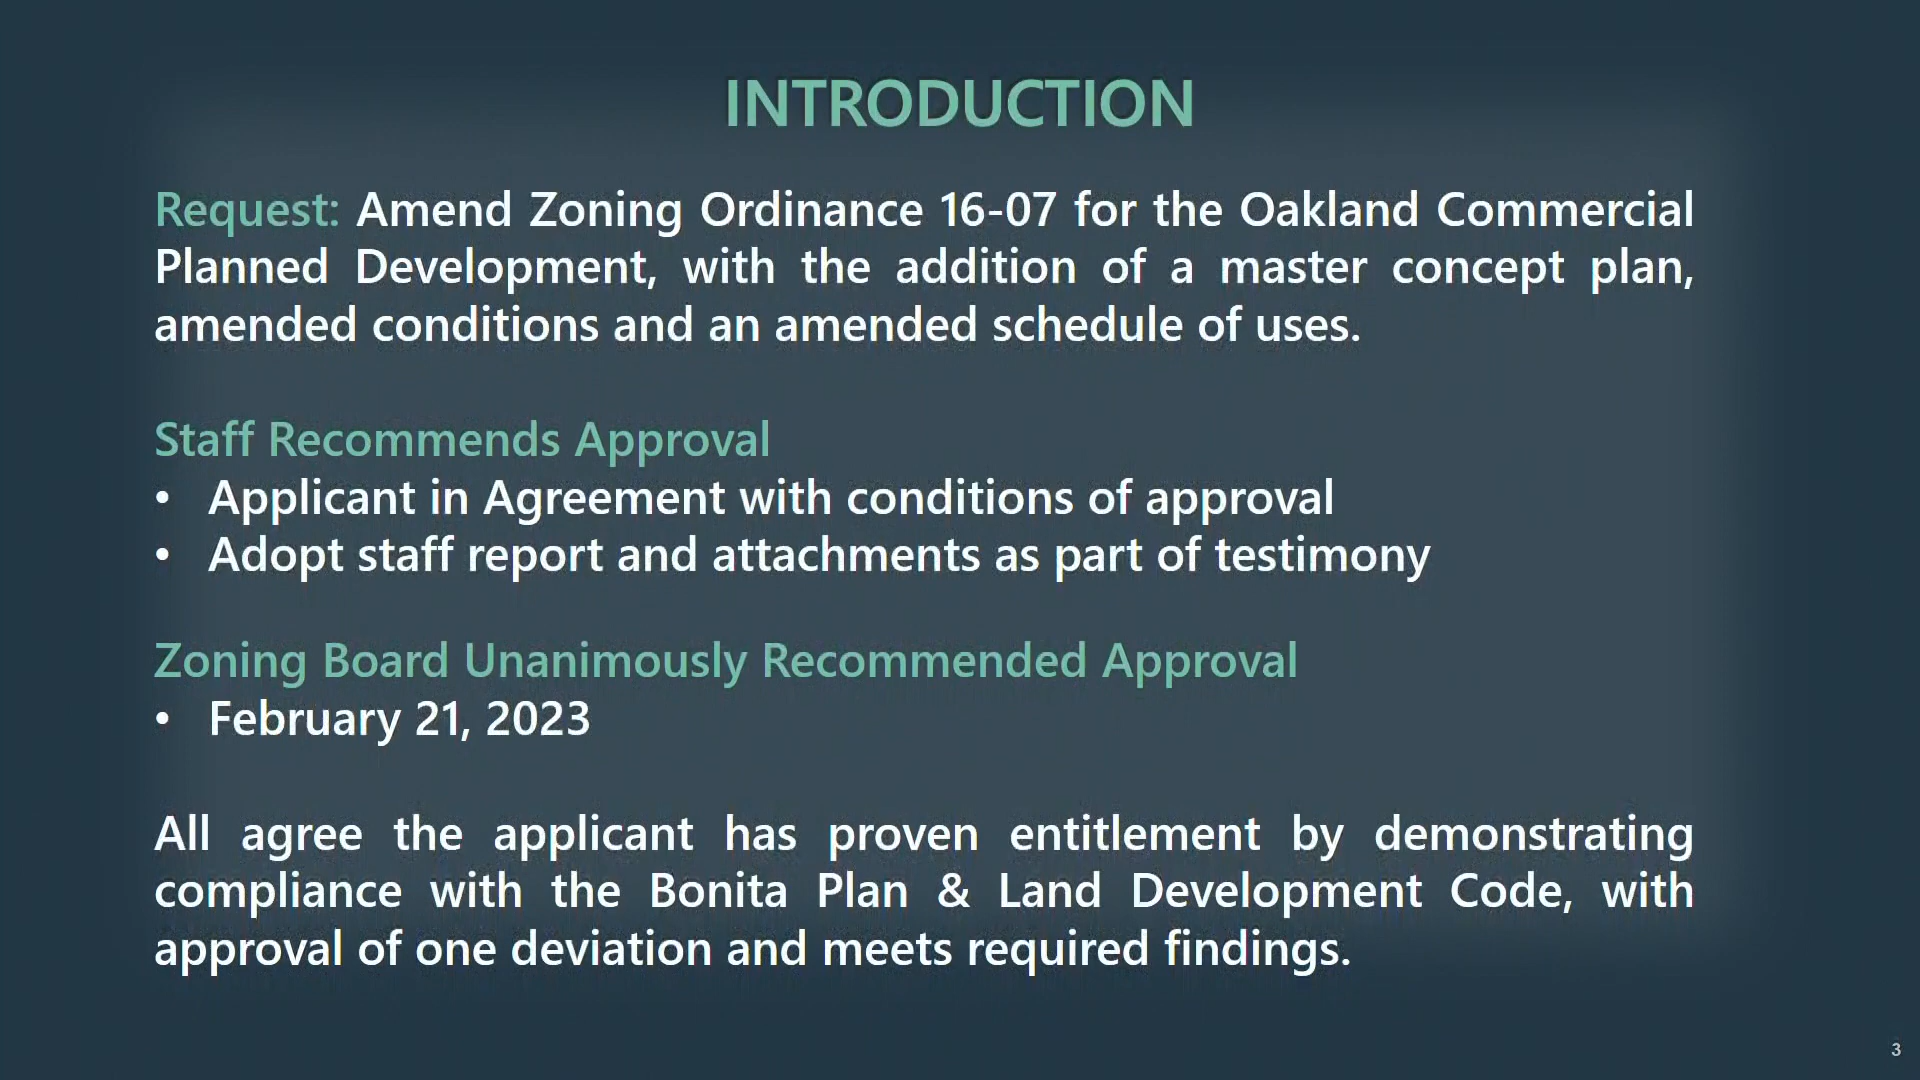 INTRODUCTION
Request: Amend Zoning Ordinance 16-07 for the Oakland Commercial
Planned Development, with the addition of a master concept plan,
amended conditions and an amended schedule of uses.
Staff Recommends Approval
• Applicant in Agreement with conditions of approval
• Adopt staff report and attachments as part of testimony
Zoning Board Unanimously Recommended Approval
• February 21, 2023
All agree the applicant has proven entitlement by demonstrating
compliance with the Bonita Plan & Land Development Code, with
approval of one deviation and meets required findings.
3